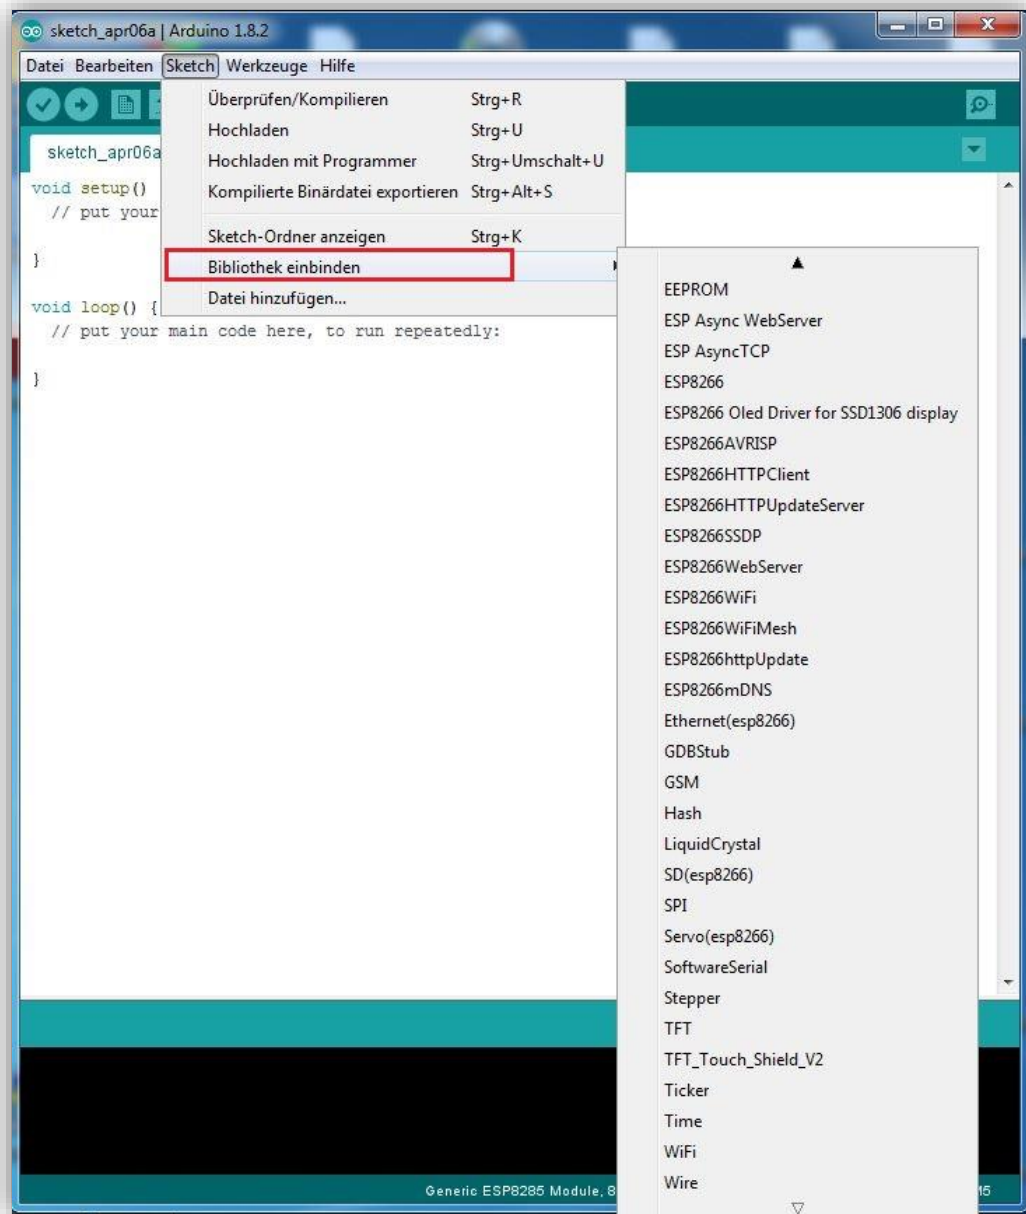 sketch_apr06a | Arduino 1.8.2
Datei Bearbeiten Sketch Werkzeuge Hilfe
Überprüfen/Kompilieren Strg+R
Hochladen Strg+U
Hochladen mit Programmer Strg+Umschalt+U
Kompilierte Binärdatei exportieren Strg+Alt+S
Sketch-Ordner anzeigen Strg+K
Bibliothek einbinden
Datei hinzufügen...
sketch_apr06a
void setup()
// put your
}
void loop() {
// put your main code here, to run repeatedly:
}
EEPROM
ESP Async WebServer
ESP AsyncTCP
ESP8266
ESP8266 Oled Driver for SSD1306 display
ESP8266AVRISP
ESP8266HTTPClient
ESP8266HTTPUpdateServer
ESP8266SSDP
ESP8266WebServer
ESP8266WiFi
ESP8266WiFiMesh
ESP8266httpUpdate
ESP8266mDNS
Ethernet(esp8266)
GDBStub
GSM
Hash
LiquidCrystal
SD(esp8266)
SPI
Servo(esp8266)
SoftwareSerial
Stepper
TFT
TFT_Touch_Shield_V2
Ticker
Time
WiFi
Wire
Generic ESP8285 Module, 8